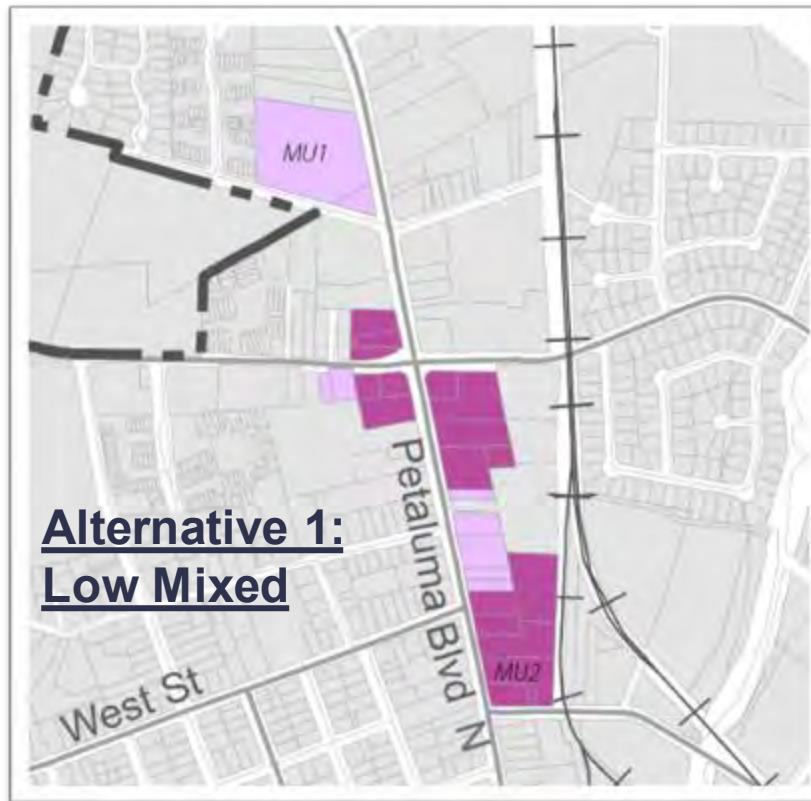 MU1
Petaluma Blvd N
Alternative 1:
Low Mixed
West St
MU2